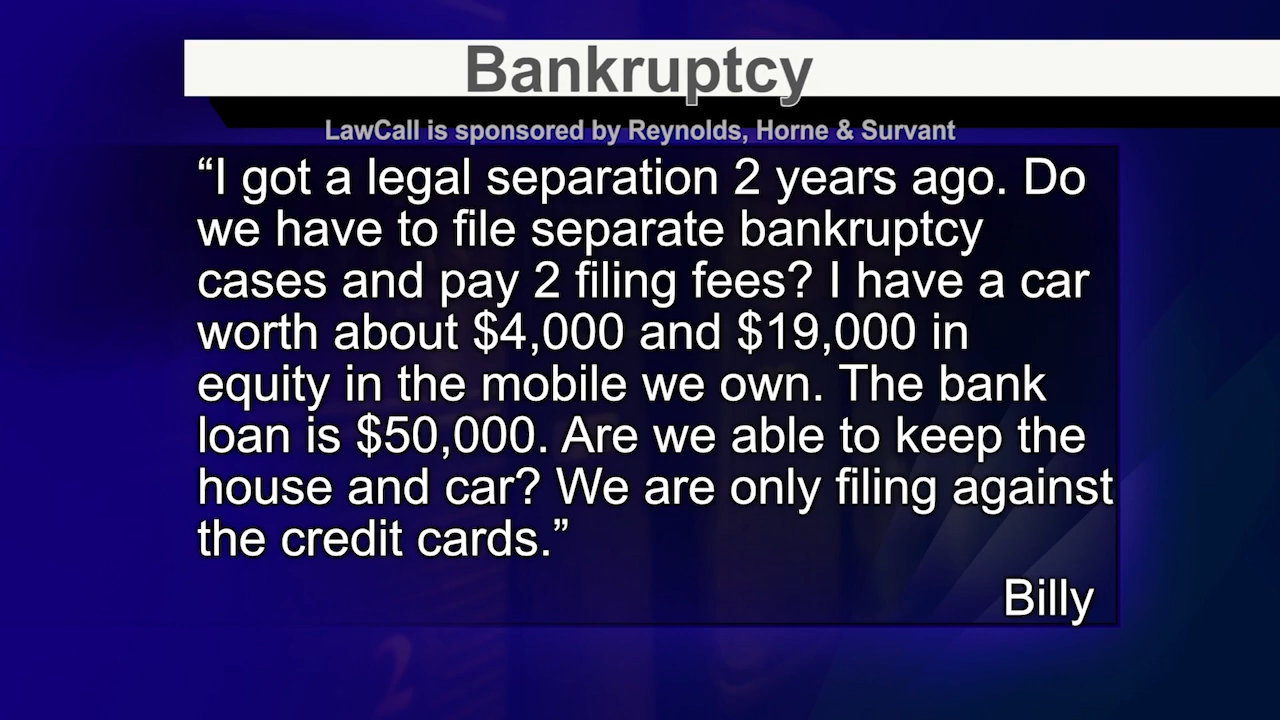 Bankruptcy
LawCall is sponsored by Reynolds, Horne & Survant
“I got a legal separation 2 years ago. Do
we have to file separate bankruptcy
cases and pay 2 filing fees? I have a car
worth about $4,000 and $19,000 in
equity in the mobile we own. The bank
loan is $50,000. Are we able to keep the
house and car? We are only filing against
the credit cards.”
Billy